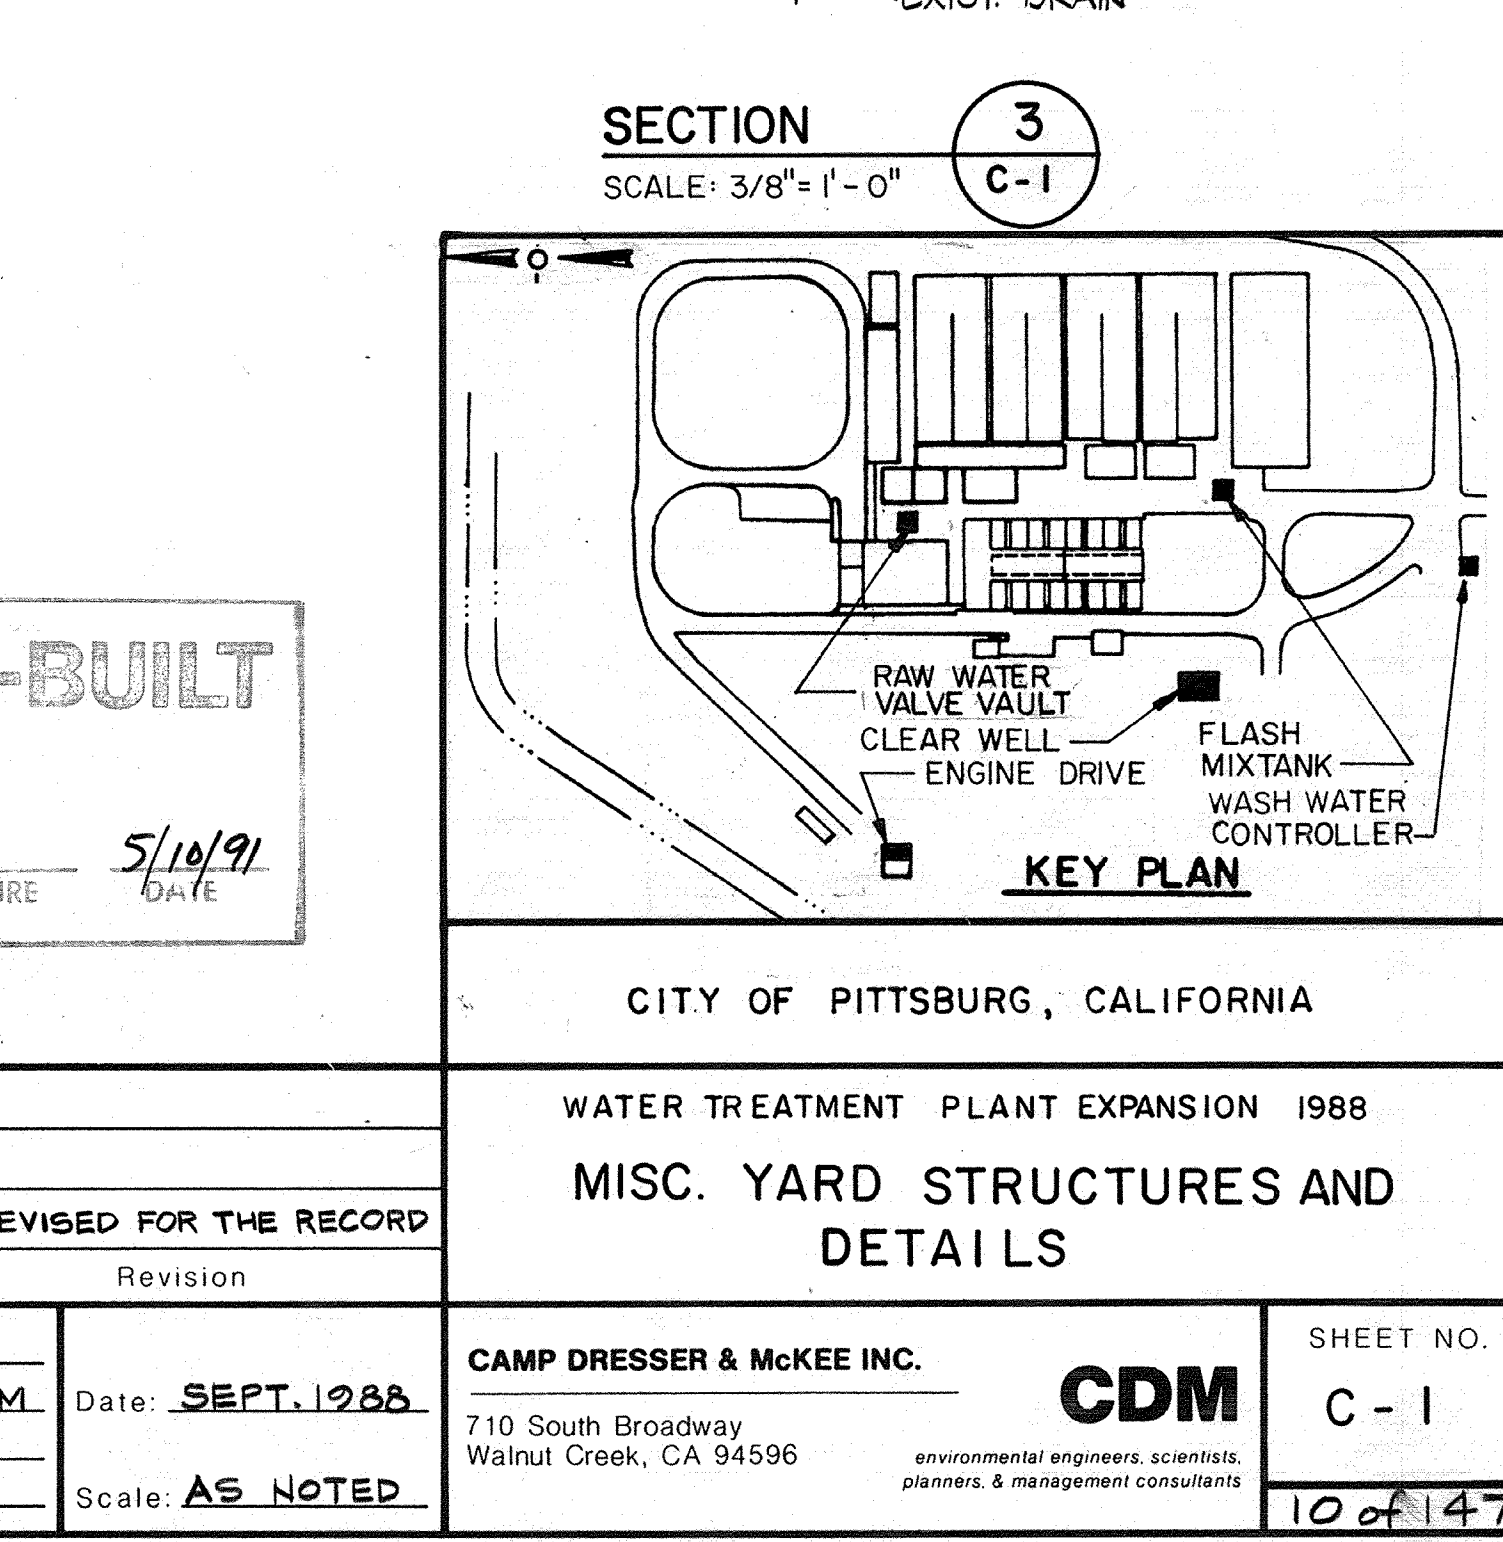 EXIST. DRAIN
SECTION
3
SCALE: 3/8"= 1'- 0"
C-1
RAW WATER
VALVE VAULT
CLEAR WELL
ENGINE DRIVE
FLASH
MIXTANK
WASH WATER
CONTROLLER
KEY PLAN
-BUILT
5/10/91
DATE
CITY OF PITTSBURG, CALIFORNIA
WATER TREATMENT PLANT EXPANSION 1988
MISC. YARD STRUCTURES AND
DETAILS
EVISED FOR THE RECORD
Revision
M
Date: SEPT. 1988
Scale: AS NOTED
CAMP DRESSER & McKEE INC.
710 South Broadway
Walnut Creek, CA 94596
CDM
environmental engineers, scientists,
planners, & management consultants
SHEET NO.
C - 1
10 of 147